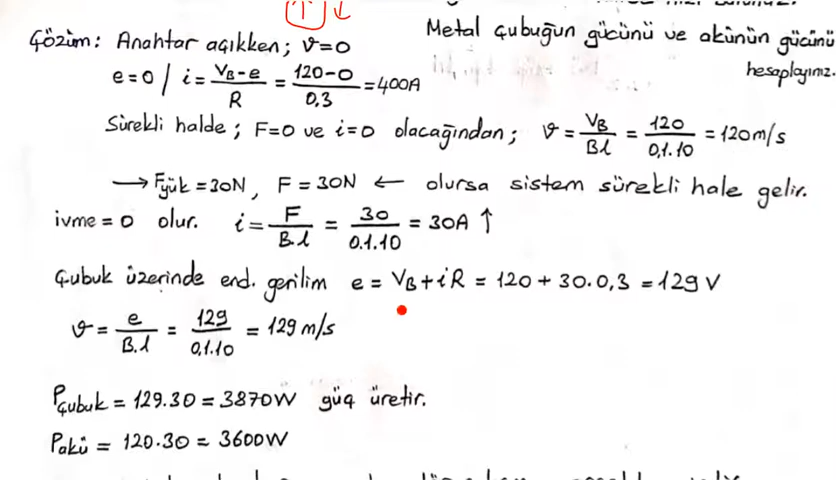 ↑ ↓
Çözüm: Anahtar açıkken; v=0
Metal çubuğun gücünü ve akünün gücünü
hesaplayınız.
e=0 / i = (V_B-e)/R = (120-0)/0,3 = 400A
Sürekli halde; F=0 ve i=0 olacağından; v = V_B/Bl = 120/0,1.10 = 120m/s
→ F_yük = 30N, F = 30N ← olursa sistem sürekli hale gelir.
ivme = 0 olur. i = F/B.l = 30/0.1.10 = 30A ↑
Çubuk üzerinde end. gerilim e = V_B + iR = 120 + 30.0,3 = 129 V
v = e/B.l = 129/0,1.10 = 129 m/s
P_çubuk = 129.30 = 3870W güç üretir.
P_akü = 120.30 = 3600W